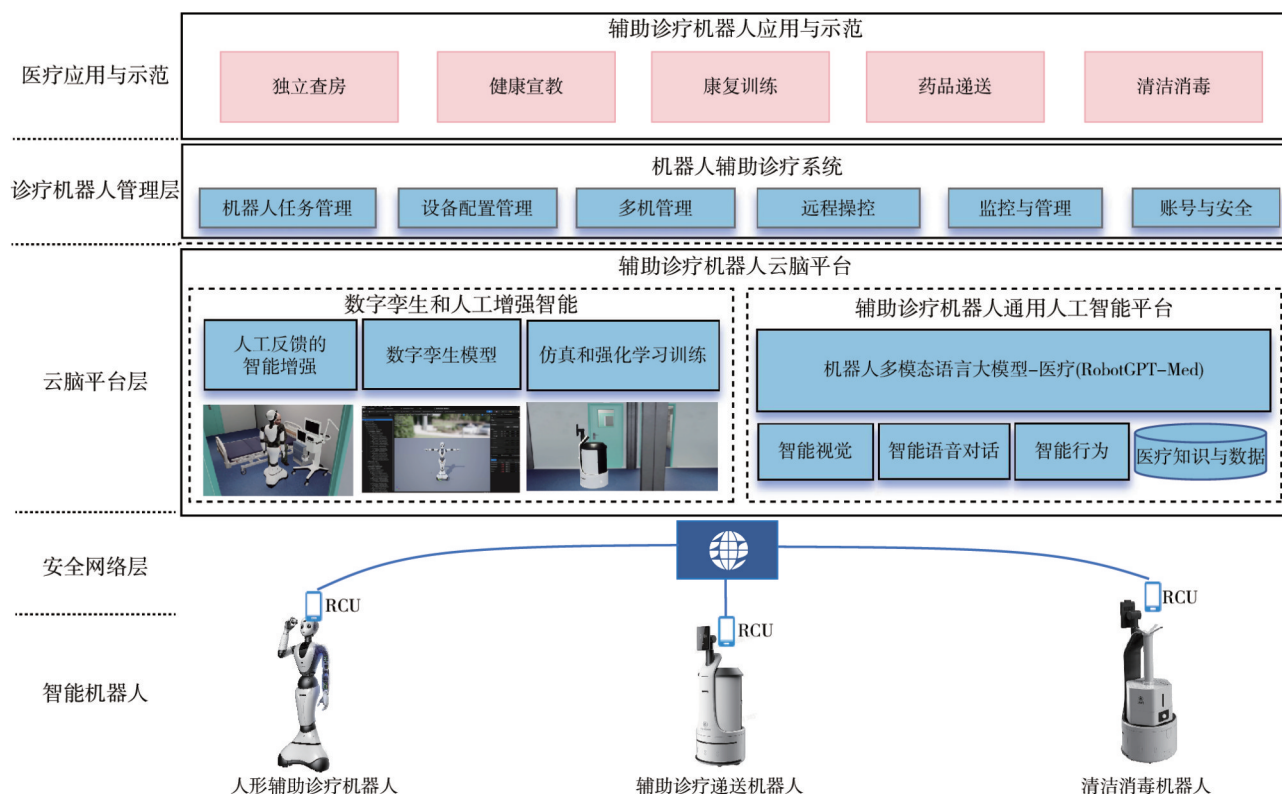 辅助诊疗机器人应用与示范
医疗应用与示范
独立查房
健康宣教
康复训练
药品递送
清洁消毒
机器人辅助诊疗系统
诊疗机器人管理层
机器人任务管理
设备配置管理
多机管理
远程操控
监控与管理
账号与安全
辅助诊疗机器人云脑平台
云脑平台层
数字孪生和人工增强智能
人工反馈的
智能增强
数字孪生模型
仿真和强化学习训练
辅助诊疗机器人通用人工智能平台
机器人多模态语言大模型-医疗(RobotGPT-Med)
智能视觉
智能语音对话
智能行为
医疗知识与数据
安全网络层
RCU
RCU
RCU
智能机器人
人形辅助诊疗机器人
辅助诊疗递送机器人
清洁消毒机器人